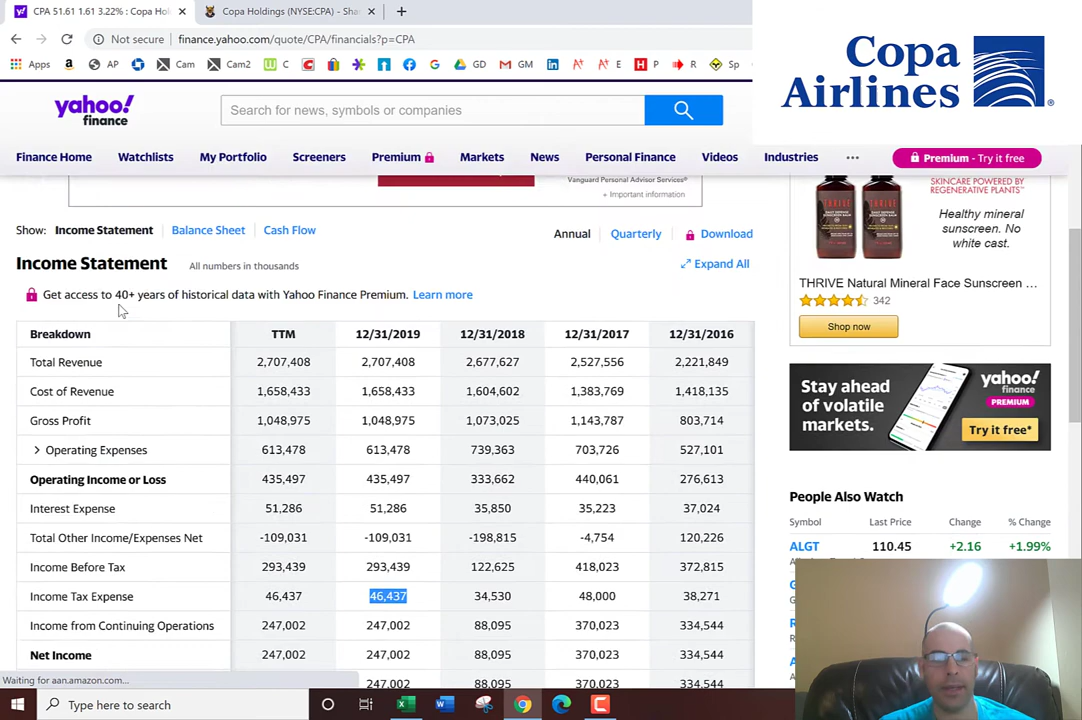 CPA 51.61 1.61 3.22% : Copa Hol
Copa Holdings (NYSE:CPA) - Sha
Not secure finance.yahoo.com/quote/CPA/financials?p=CPA
Apps AP Cam Cam2 C E GD GM A E P R Sp
Copa
Airlines
yahoo!
finance
Search for news, symbols or companies
Finance Home Watchlists My Portfolio Screeners Premium Markets News Personal Finance Videos Industries ... Premium - Try it free
Vanguard Personal Advisor Services®
+ Important information
Show: Income Statement Balance Sheet Cash Flow
Annual Quarterly Download
Income Statement All numbers in thousands
Expand All
Get access to 40+ years of historical data with Yahoo Finance Premium. Learn more
Breakdown TTM 12/31/2019 12/31/2018 12/31/2017 12/31/2016
Total Revenue 2,707,408 2,707,408 2,677,627 2,527,556 2,221,849
Cost of Revenue 1,658,433 1,658,433 1,604,602 1,383,769 1,418,135
Gross Profit 1,048,975 1,048,975 1,073,025 1,143,787 803,714
Operating Expenses 613,478 613,478 739,363 703,726 527,101
Operating Income or Loss 435,497 435,497 333,662 440,061 276,613
Interest Expense 51,286 51,286 35,850 35,223 37,024
Total Other Income/Expenses Net -109,031 -109,031 -198,815 -4,754 120,226
Income Before Tax 293,439 293,439 122,625 418,023 372,815
Income Tax Expense 46,437 46,437 34,530 48,000 38,271
Income from Continuing Operations 247,002 247,002 88,095 370,023 334,544
Net Income 247,002 247,002 88,095 370,023 334,544
247,002 88,095 370,023 334,544
THRIVE THRIVE
SKINCARE POWERED BY
REGENERATIVE PLANTS™
Healthy mineral
sunscreen. No
white cast.
THRIVE Natural Mineral Face Sunscreen ...
342
Shop now
Stay ahead
of volatile
markets.
yahoo!
finance
PREMIUM
Try it free*
People Also Watch
Symbol Last Price Change % Change
ALGT 110.45 +2.16 +1.99%
Waiting for aan.amazon.com...
Type here to search